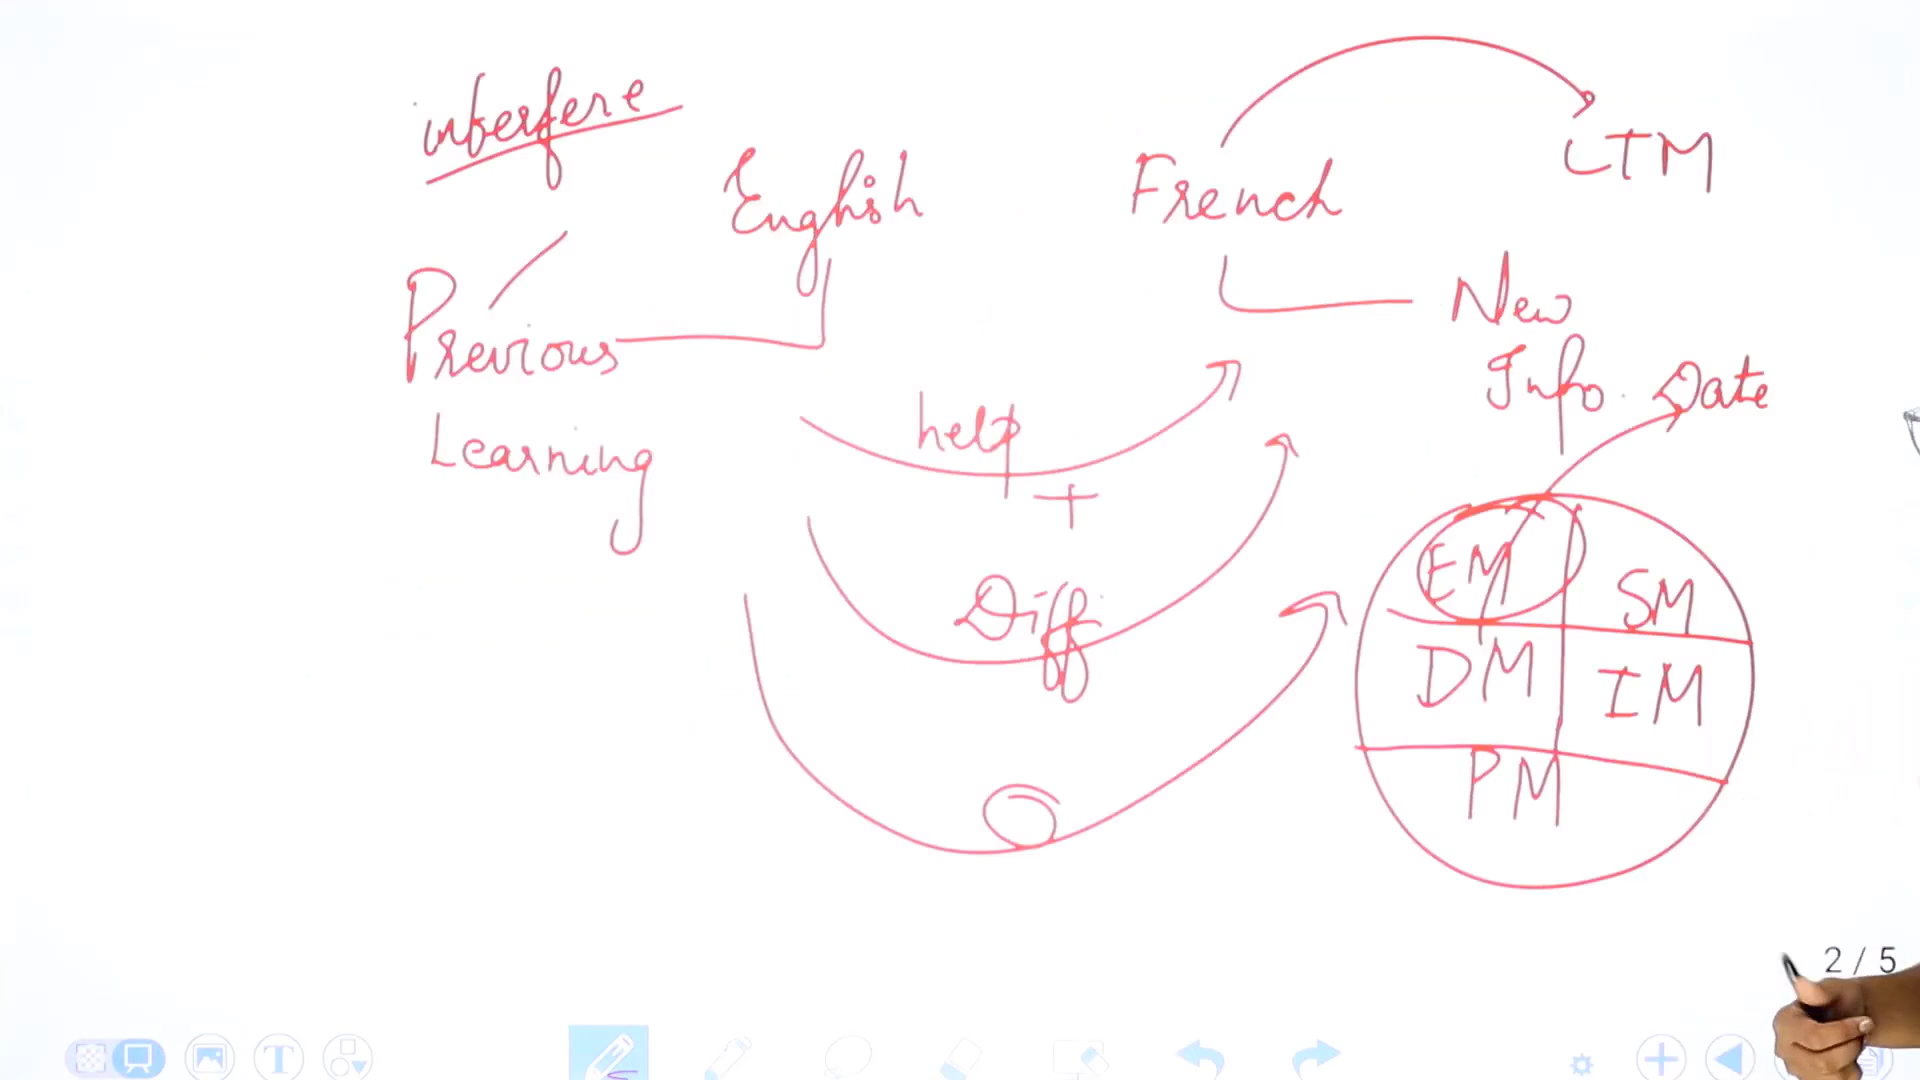 interfere
English
French
LTM
Previous
Learning
New
Info.
Date
help
+
Diff
EM
SM
DM
IM
PM
2 / 5
T